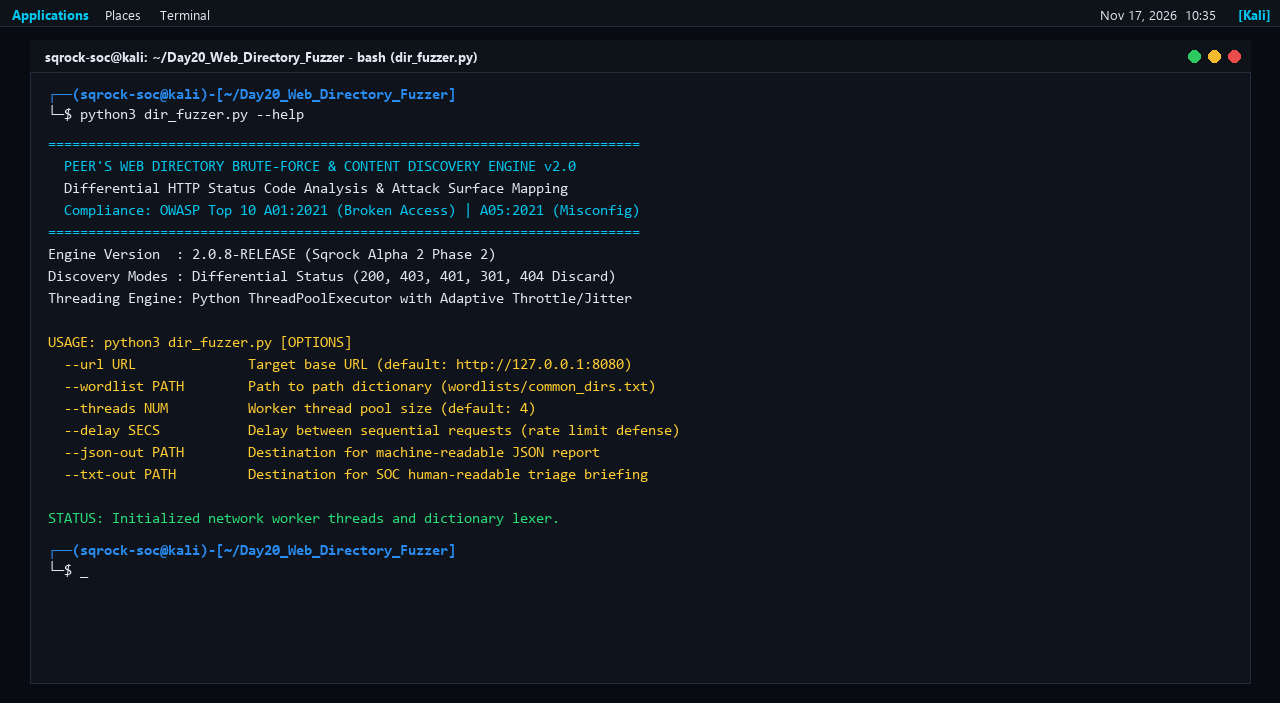 Applications Places Terminal Nov 17, 2026 10:35 [Kali]
sqrock-soc@kali: ~/Day20_Web_Directory_Fuzzer - bash (dir_fuzzer.py)
┌──(sqrock-soc@kali)-[~/Day20_Web_Directory_Fuzzer]
└─$ python3 dir_fuzzer.py --help
==========================================================================
PEER'S WEB DIRECTORY BRUTE-FORCE & CONTENT DISCOVERY ENGINE v2.0
Differential HTTP Status Code Analysis & Attack Surface Mapping
Compliance: OWASP Top 10 A01:2021 (Broken Access) | A05:2021 (Misconfig)
==========================================================================
Engine Version  : 2.0.8-RELEASE (Sqrock Alpha 2 Phase 2)
Discovery Modes : Differential Status (200, 403, 401, 301, 404 Discard)
Threading Engine: Python ThreadPoolExecutor with Adaptive Throttle/Jitter
USAGE: python3 dir_fuzzer.py [OPTIONS]
--url URL              Target base URL (default: http://127.0.0.1:8080)
--wordlist PATH        Path to path dictionary (wordlists/common_dirs.txt)
--threads NUM          Worker thread pool size (default: 4)
--delay SECS           Delay between sequential requests (rate limit defense)
--json-out PATH        Destination for machine-readable JSON report
--txt-out PATH         Destination for SOC human-readable triage briefing
STATUS: Initialized network worker threads and dictionary lexer.
┌──(sqrock-soc@kali)-[~/Day20_Web_Directory_Fuzzer]
└─$ _